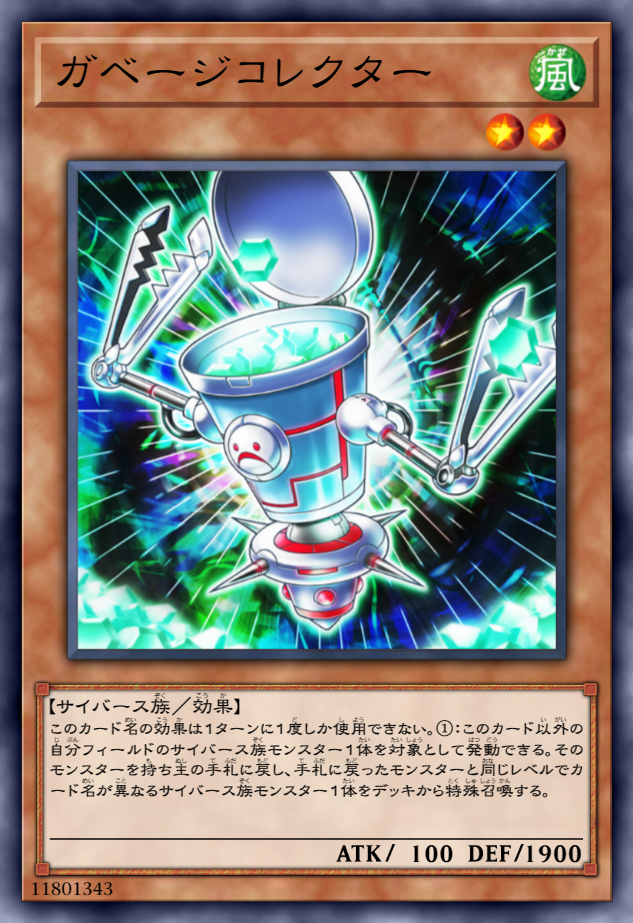 ガベージコレクター
風
【サイバース族／効果】
このカード名の効果は1ターンに1度しか使用できない。①：このカード以外の
自分フィールドのサイバース族モンスター1体を対象として発動できる。その
モンスターを持ち主の手札に戻し、手札に戻ったモンスターと同じレベルでカ
ード名が異なるサイバース族モンスター1体をデッキから特殊召喚する。
ATK/ 100 DEF/1900
11801343